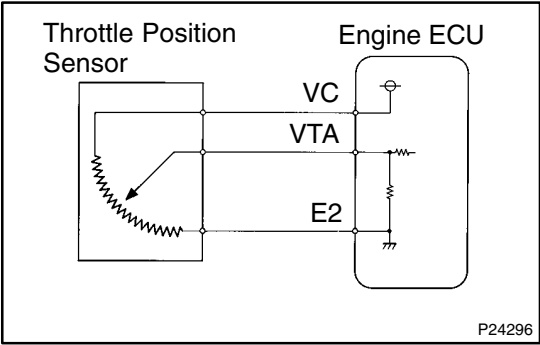 Throttle Position
Sensor
Engine ECU
VC
VTA
E2
P24296